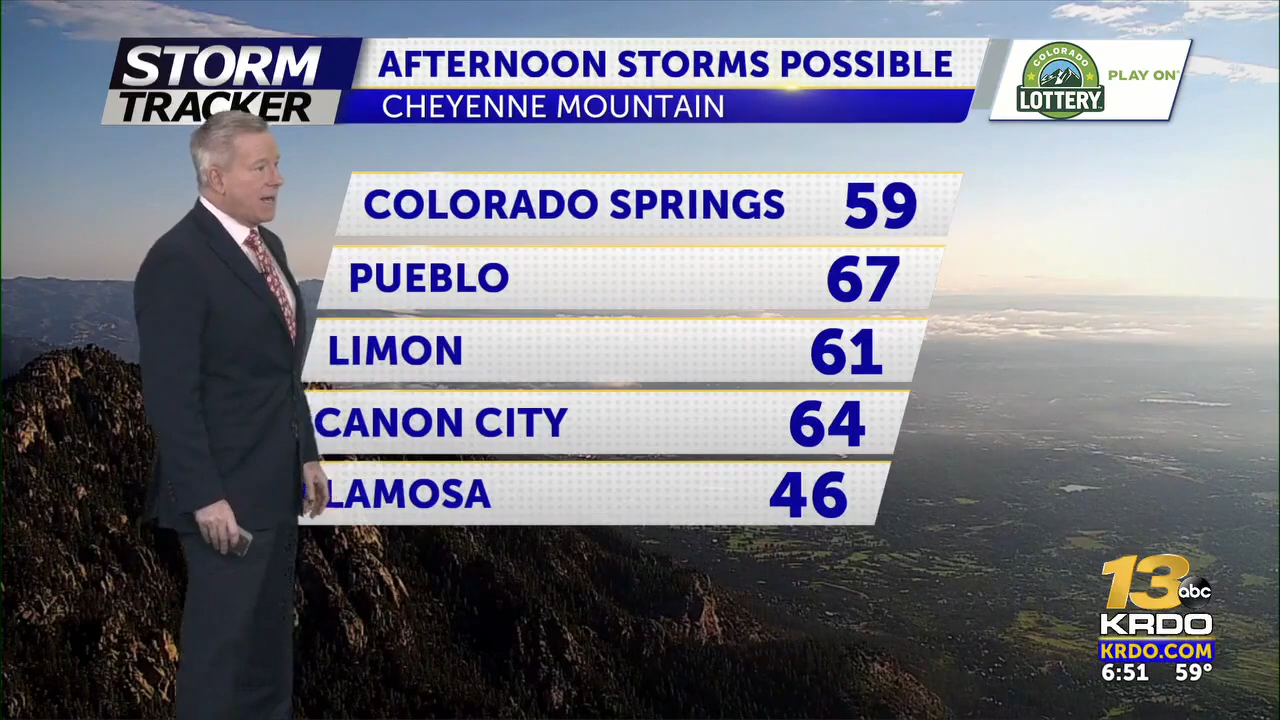 STORM
TRACKER
AFTERNOON STORMS POSSIBLE
CHEYENNE MOUNTAIN
COLORADO
LOTTERY
PLAY ON
COLORADO SPRINGS 59
PUEBLO 67
LIMON 61
CANON CITY 64
LAMOSA 46
13 abc
KRDO
KRDO.COM
6:51 59°